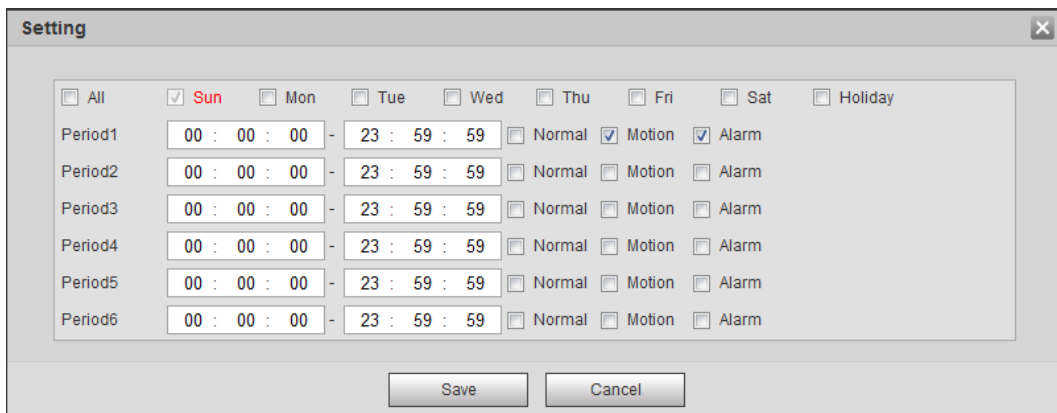 Setting
All Sun Mon Tue Wed Thu Fri Sat Holiday
Period1 00 : 00 : 00 - 23 : 59 : 59 Normal Motion Alarm
Period2 00 : 00 : 00 - 23 : 59 : 59 Normal Motion Alarm
Period3 00 : 00 : 00 - 23 : 59 : 59 Normal Motion Alarm
Period4 00 : 00 : 00 - 23 : 59 : 59 Normal Motion Alarm
Period5 00 : 00 : 00 - 23 : 59 : 59 Normal Motion Alarm
Period6 00 : 00 : 00 - 23 : 59 : 59 Normal Motion Alarm
Save Cancel